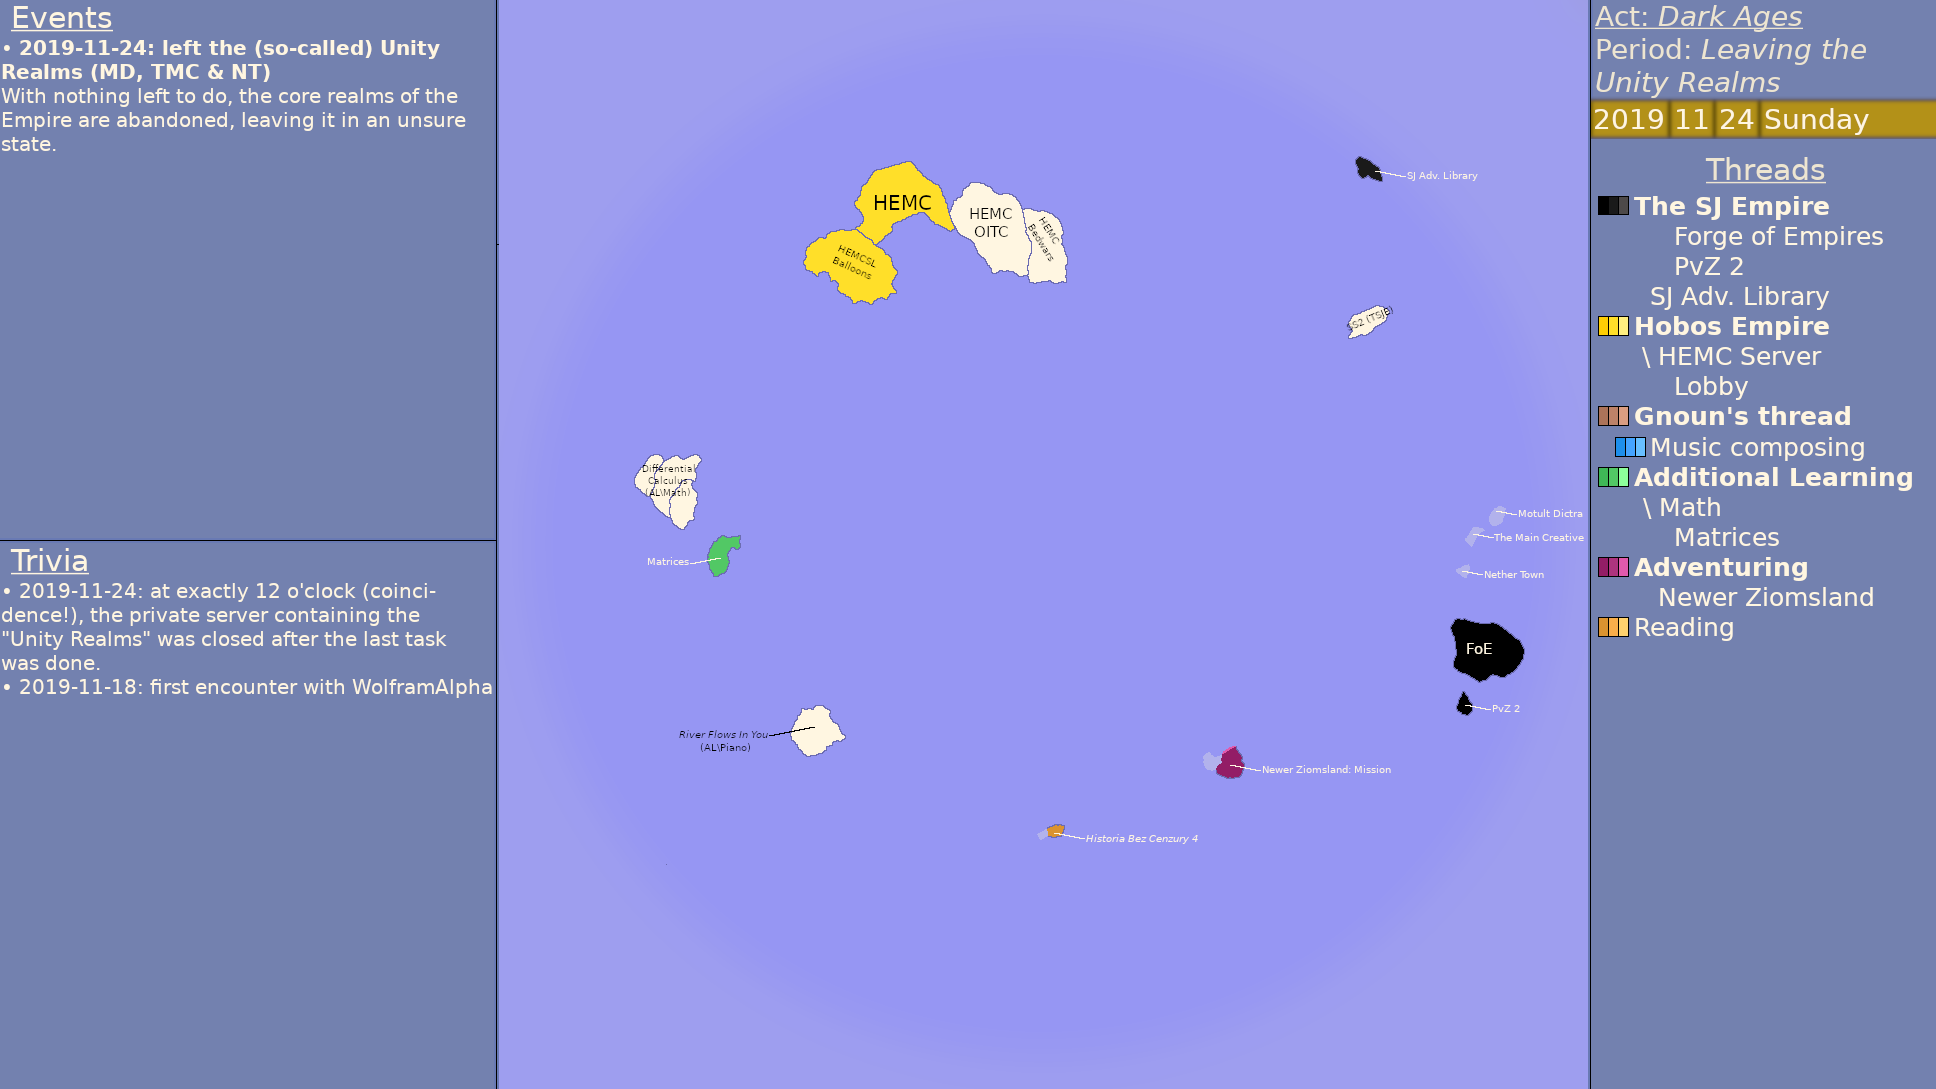 Events
• 2019-11-24: left the (so-called) Unity
Realms (MD, TMC & NT)
With nothing left to do, the core realms of the
Empire are abandoned, leaving it in an unsure
state.
Trivia
• 2019-11-24: at exactly 12 o'clock (coinci-
dence!), the private server containing the
"Unity Realms" was closed after the last task
was done.
• 2019-11-18: first encounter with WolframAlpha
HEMC
HEMCSL
Balloons
HEMC
OITC
HEMC
Bedwars
SJ Adv. Library
S2 (TSJE)
Differential
Calculus
(AL\Math)
Matrices
Motult Dictra
The Main Creative
Nether Town
FoE
PvZ 2
River Flows In You
(AL\Piano)
Newer Ziomsland: Mission
Historia Bez Cenzury 4
Act: Dark Ages
Period: Leaving the
Unity Realms
2019 11 24 Sunday
Threads
The SJ Empire
Forge of Empires
PvZ 2
SJ Adv. Library
Hobos Empire
\ HEMC Server
Lobby
Gnoun's thread
Music composing
Additional Learning
\ Math
Matrices
Adventuring
Newer Ziomsland
Reading